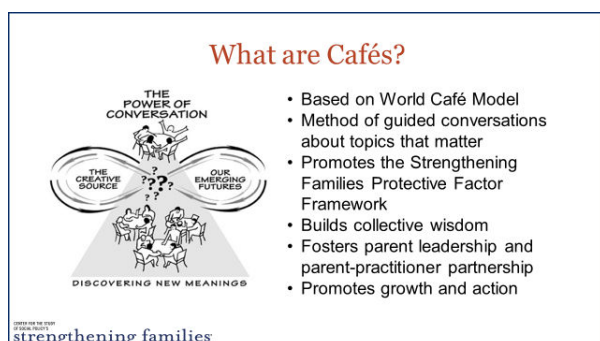 What are Cafés?
THE
POWER OF
CONVERSATION
THE
CREATIVE
SOURCE
OUR
EMERGING
FUTURES
???
? ?
? ?
DISCOVERING NEW MEANINGS
• Based on World Café Model
• Method of guided conversations
about topics that matter
• Promotes the Strengthening
Families Protective Factor
Framework
• Builds collective wisdom
• Fosters parent leadership and
parent-practitioner partnership
• Promotes growth and action
CENTER FOR THE STUDY
OF SOCIAL POLICY'S
strengthening families